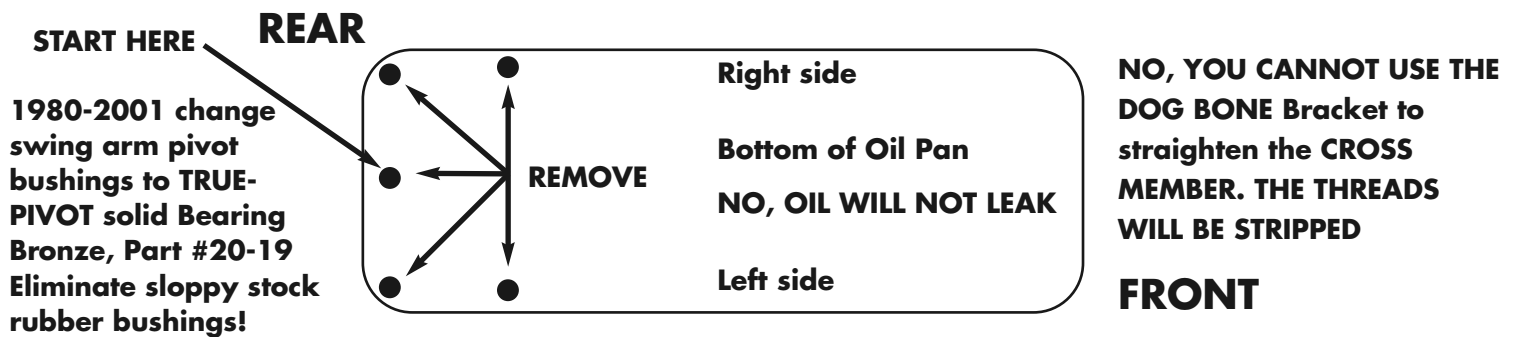 START HERE
REAR
1980-2001 change
swing arm pivot
bushings to TRUE-
PIVOT solid Bearing
Bronze, Part #20-19
Eliminate sloppy stock
rubber bushings!
REMOVE
Right side
Bottom of Oil Pan
NO, OIL WILL NOT LEAK
Left side
NO, YOU CANNOT USE THE
DOG BONE Bracket to
straighten the CROSS
MEMBER. THE THREADS
WILL BE STRIPPED
FRONT